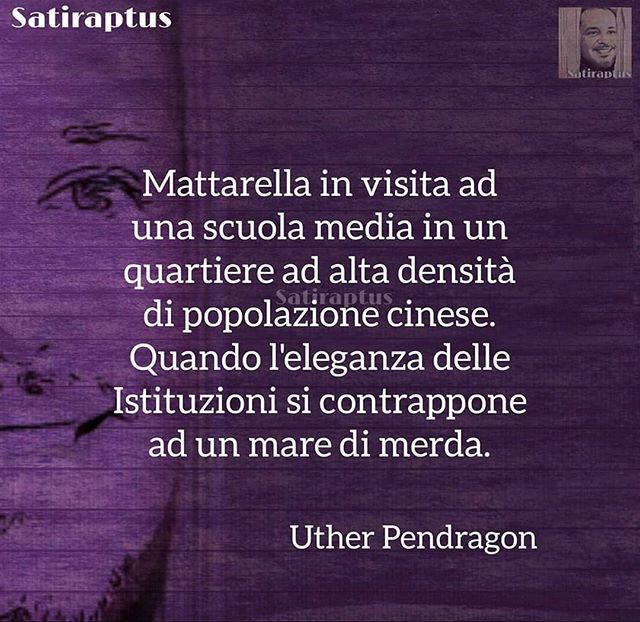 Satiraptus
Satiraptus
Mattarella in visita ad
una scuola media in un
quartiere ad alta densità
Satiraptus
di popolazione cinese.
Quando l'eleganza delle
Istituzioni si contrappone
ad un mare di merda.
Uther Pendragon